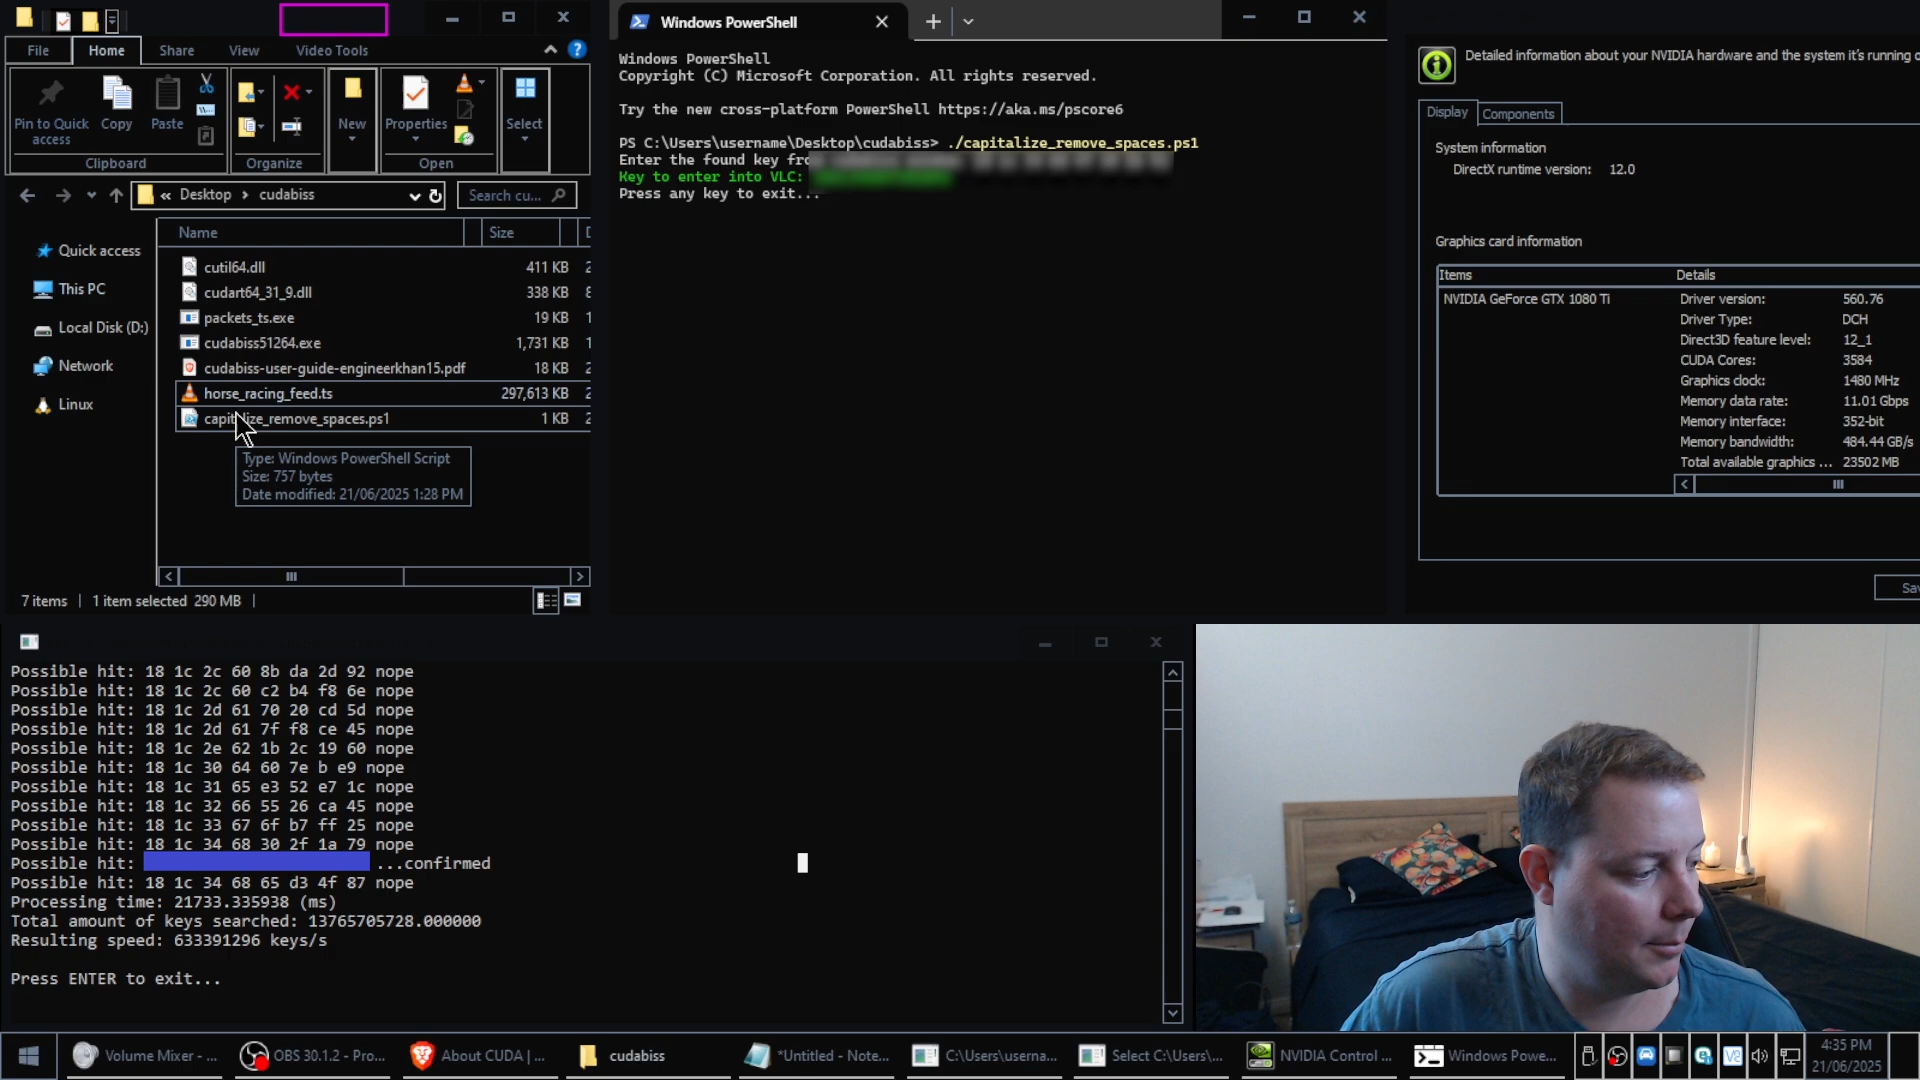 File
Home
Share
View
Video Tools
Pin to Quick
access
Copy
Paste
New
Properties
Select
Clipboard
Organize
Open
« Desktop > cudabiss
Search cu...
Name
Size
Quick access
This PC
Local Disk (D:)
Network
Linux
cutil64.dll 411 KB 2
cudart64_31_9.dll 338 KB 8
packets_ts.exe 19 KB 1
cudabiss51264.exe 1,731 KB 1
cudabiss-user-guide-engineerkhan15.pdf 18 KB 2
horse_racing_feed.ts 297,613 KB 2
capitalize_remove_spaces.ps1 1 KB 2
Type: Windows PowerShell Script
Size: 757 bytes
Date modified: 21/06/2025 1:28 PM
7 items
1 item selected 290 MB
Windows PowerShell
Windows PowerShell
Copyright (C) Microsoft Corporation. All rights reserved.
Try the new cross-platform PowerShell https://aka.ms/pscore6
PS C:\Users\username\Desktop\cudabiss> ./capitalize_remove_spaces.ps1
Enter the found key fro
Key to enter into VLC:
Press any key to exit...
Detailed information about your NVIDIA hardware and the system it's running o
Display
Components
System information
DirectX runtime version: 12.0
Graphics card information
Items
Details
NVIDIA GeForce GTX 1080 Ti
Driver version: 560.76
Driver Type: DCH
Direct3D feature level: 12_1
CUDA Cores: 3584
Graphics clock: 1480 MHz
Memory data rate: 11.01 Gbps
Memory interface: 352-bit
Memory bandwidth: 484.44 GB/s
Total available graphics ... 23502 MB
Sav
Possible hit: 18 1c 2c 60 8b da 2d 92 nope
Possible hit: 18 1c 2c 60 c2 b4 f8 6e nope
Possible hit: 18 1c 2d 61 70 20 cd 5d nope
Possible hit: 18 1c 2d 61 7f f8 ce 45 nope
Possible hit: 18 1c 2e 62 1b 2c 19 60 nope
Possible hit: 18 1c 30 64 60 7e b e9 nope
Possible hit: 18 1c 31 65 e3 52 e7 1c nope
Possible hit: 18 1c 32 66 55 26 ca 45 nope
Possible hit: 18 1c 33 67 6f b7 ff 25 nope
Possible hit: 18 1c 34 68 30 2f 1a 79 nope
Possible hit: ...confirmed
Possible hit: 18 1c 34 68 65 d3 4f 87 nope
Processing time: 21733.335938 (ms)
Total amount of keys searched: 13765705728.000000
Resulting speed: 633391296 keys/s
Press ENTER to exit...
Volume Mixer - ...
OBS 30.1.2 - Pro...
About CUDA | ...
cudabiss
*Untitled - Note...
C:\Users\userna...
Select C:\Users\...
NVIDIA Control ...
Windows Powe...
4:35 PM
21/06/2025